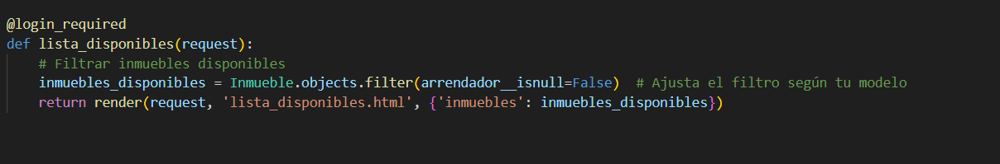 @login_required
def lista_disponibles(request):
    # Filtrar inmuebles disponibles
    inmuebles_disponibles = Inmueble.objects.filter(arrendador__isnull=False)  # Ajusta el filtro según tu modelo
    return render(request, 'lista_disponibles.html', {'inmuebles': inmuebles_disponibles})